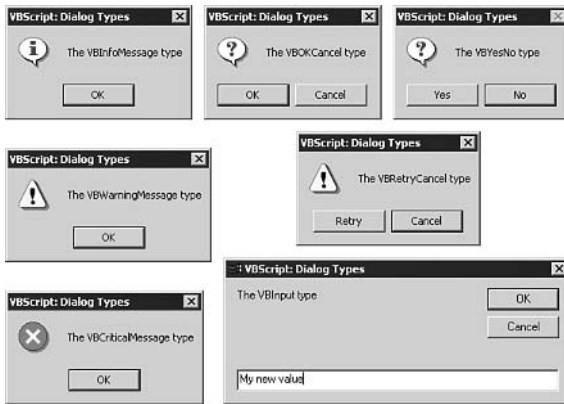 VBScript: Dialog Types
The VBInfoMessage type
OK
VBScript: Dialog Types
The VBOKCancel type
OK
Cancel
VBScript: Dialog Types
The VBYesNo type
Yes
No
VBScript: Dialog Types
The VBWarningMessage type
OK
VBScript: Dialog Types
The VBRetryCancel type
Retry
Cancel
VBScript: Dialog Types
The VBCriticalMessage type
OK
VBScript: Dialog Types
The VBInput type
OK
Cancel
My new value